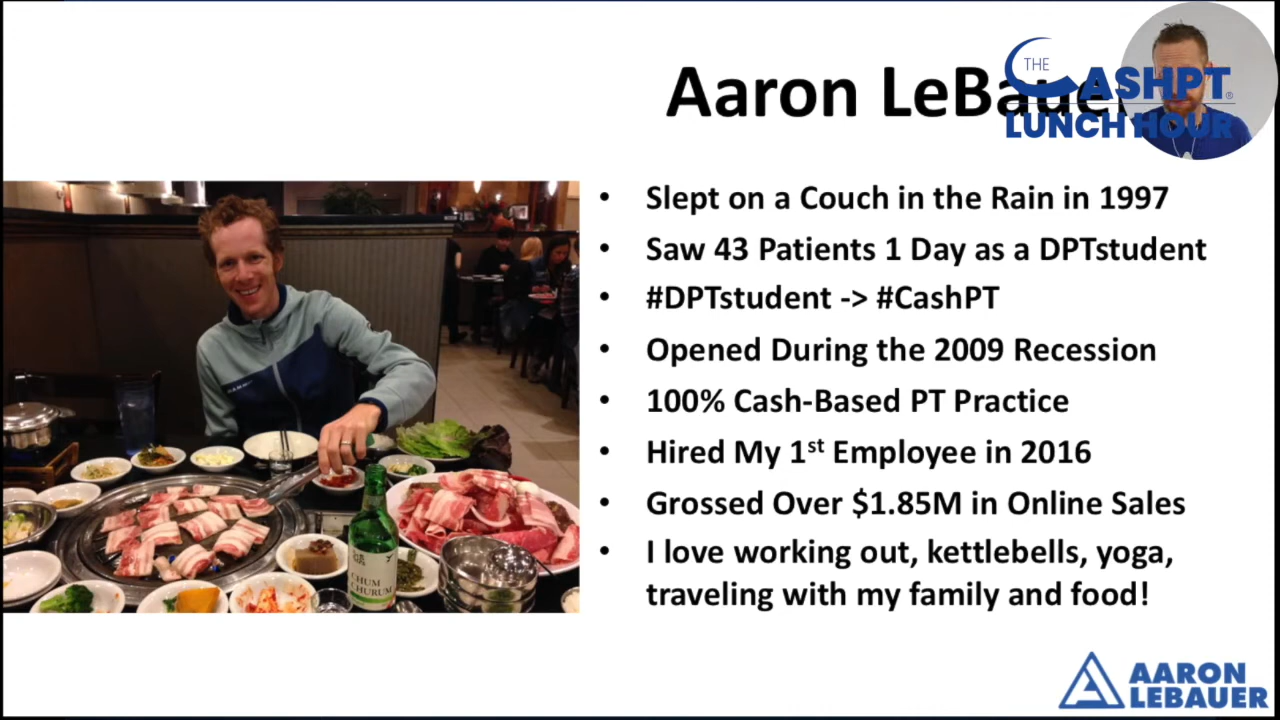 Aaron LeBauer
THE
CASHPT®
LUNCH HOUR
• Slept on a Couch in the Rain in 1997
• Saw 43 Patients 1 Day as a DPTstudent
• #DPTstudent -> #CashPT
• Opened During the 2009 Recession
• 100% Cash-Based PT Practice
• Hired My 1st Employee in 2016
• Grossed Over $1.85M in Online Sales
• I love working out, kettlebells, yoga,
traveling with my family and food!
CHUM
CHURUM
AARON
LEBAUER